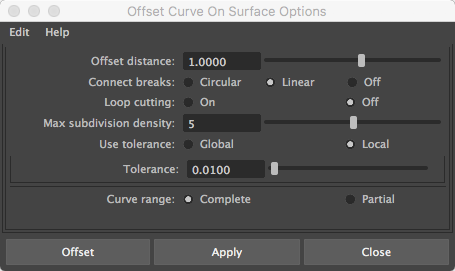 Offset Curve On Surface Options
Edit Help
Offset distance: 1.0000
Connect breaks: Circular Linear Off
Loop cutting: On Off
Max subdivision density: 5
Use tolerance: Global Local
Tolerance: 0.0100
Curve range: Complete Partial
Offset Apply Close